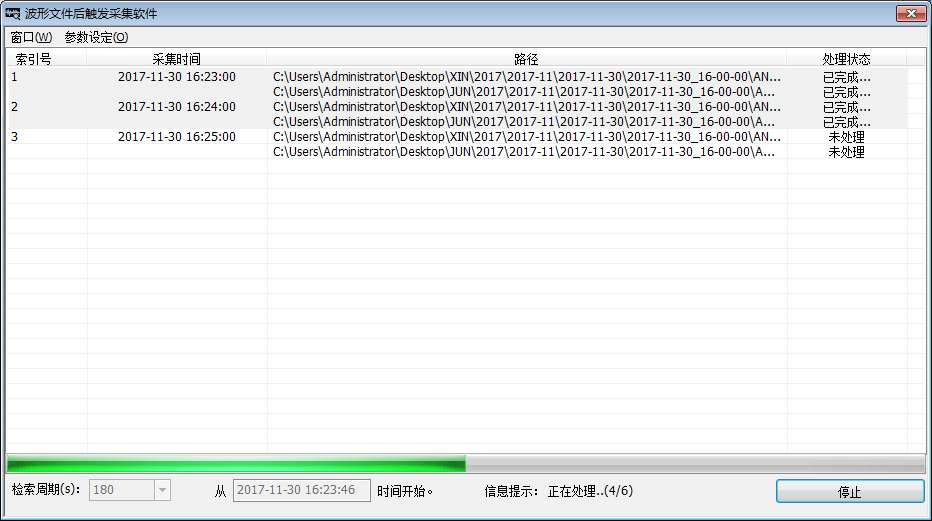 波形文件后触发采集软件
窗口(W) 参数设定(O)
索引号 采集时间 路径 处理状态
1 2017-11-30 16:23:00 C:\Users\Administrator\Desktop\XIN\2017\2017-11\2017-11-30\2017-11-30_16-00-00\AN... 已完成...
C:\Users\Administrator\Desktop\JUN\2017\2017-11\2017-11-30\2017-11-30_16-00-00\A... 已完成...
2 2017-11-30 16:24:00 C:\Users\Administrator\Desktop\XIN\2017\2017-11\2017-11-30\2017-11-30_16-00-00\AN... 已完成...
C:\Users\Administrator\Desktop\JUN\2017\2017-11\2017-11-30\2017-11-30_16-00-00\A... 已完成...
3 2017-11-30 16:25:00 C:\Users\Administrator\Desktop\XIN\2017\2017-11\2017-11-30\2017-11-30_16-00-00\AN... 未处理
C:\Users\Administrator\Desktop\JUN\2017\2017-11\2017-11-30\2017-11-30_16-00-00\A... 未处理
检索周期(s): 180 从 2017-11-30 16:23:46 时间开始。 信息提示: 正在处理..(4/6) 停止